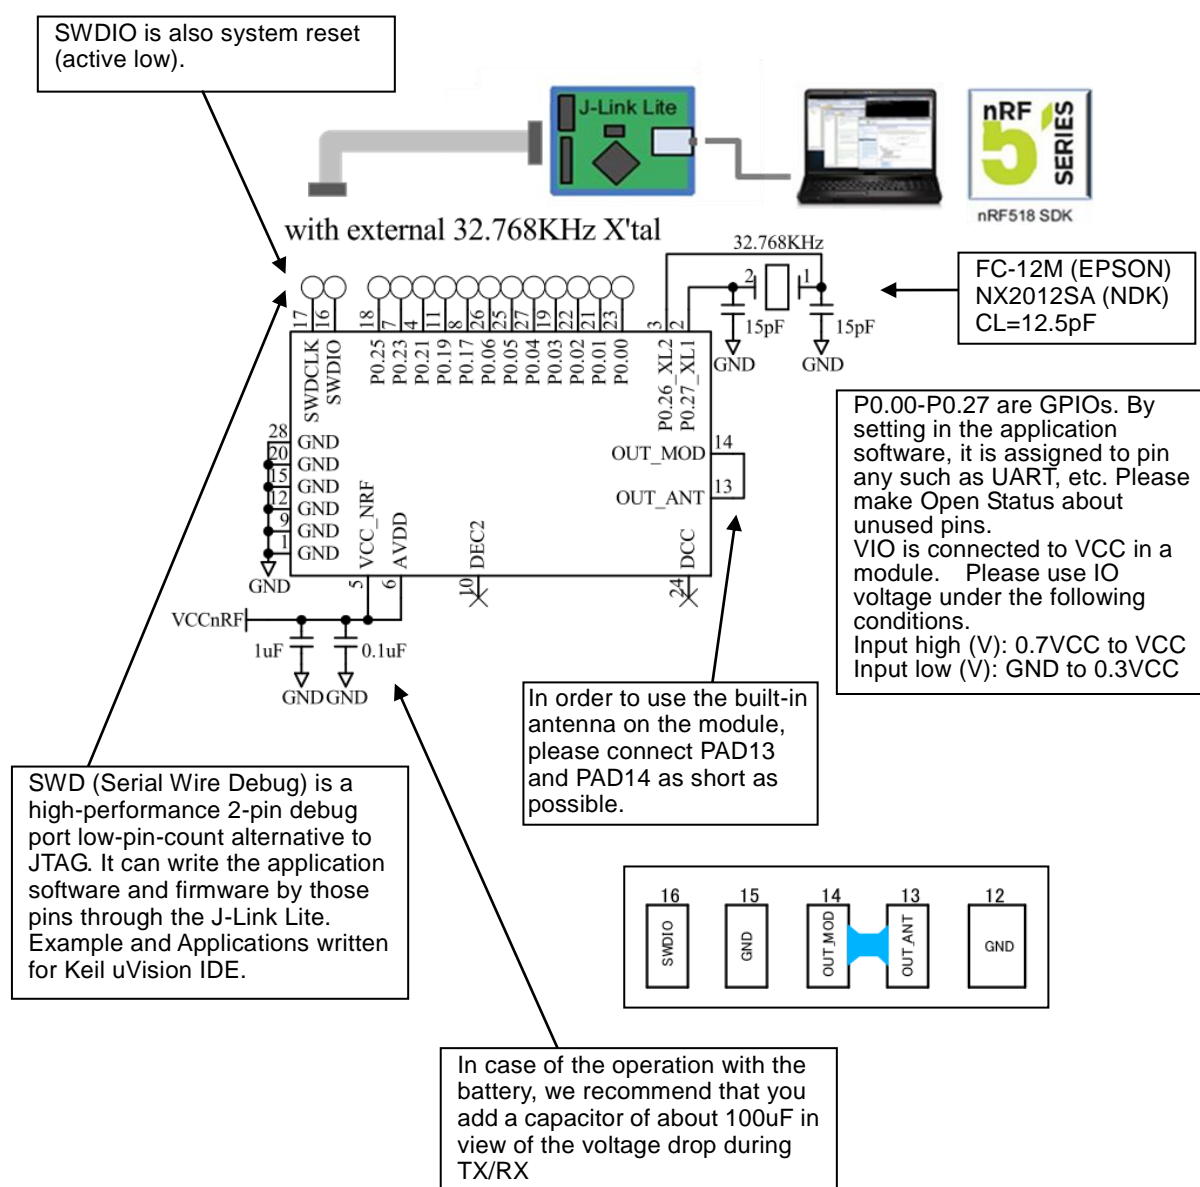 SWDIO is also system reset
(active low).
J-Link Lite
nRF
5's
SERIES
nRF518 SDK
with external 32.768KHz X'tal
32.768KHz
2
1
15pF
15pF
GND
GND
FC-12M (EPSON)
NX2012SA (NDK)
CL=12.5pF
17
16
18
7
4
11
8
26
25
27
19
22
21
23
3
2
SWDCLK
SWDIO
P0.25
P0.23
P0.21
P0.19
P0.17
P0.06
P0.05
P0.04
P0.03
P0.02
P0.01
P0.00
P0.26_XL2
P0.27_XL1
28 GND
20 GND
15 GND
12 GND
9 GND
1 GND
GND
OUT_MOD 14
OUT_ANT 13
VCC_NRF
AVDD
DEC2
DCC
5
6
10
24
VCCnRF
1uF
0.1uF
GND
GND
P0.00-P0.27 are GPIOs. By
setting in the application
software, it is assigned to pin
any such as UART, etc. Please
make Open Status about
unused pins.
VIO is connected to VCC in a
module. Please use IO
voltage under the following
conditions.
Input high (V): 0.7VCC to VCC
Input low (V): GND to 0.3VCC
In order to use the built-in
antenna on the module,
please connect PAD13
and PAD14 as short as
possible.
SWD (Serial Wire Debug) is a
high-performance 2-pin debug
port low-pin-count alternative to
JTAG. It can write the application
software and firmware by those
pins through the J-Link Lite.
Example and Applications written
for Keil uVision IDE.
16
15
14
13
12
SWDIO
GND
OUT_MOD
OUT_ANT
GND
In case of the operation with the
battery, we recommend that you
add a capacitor of about 100uF in
view of the voltage drop during
TX/RX